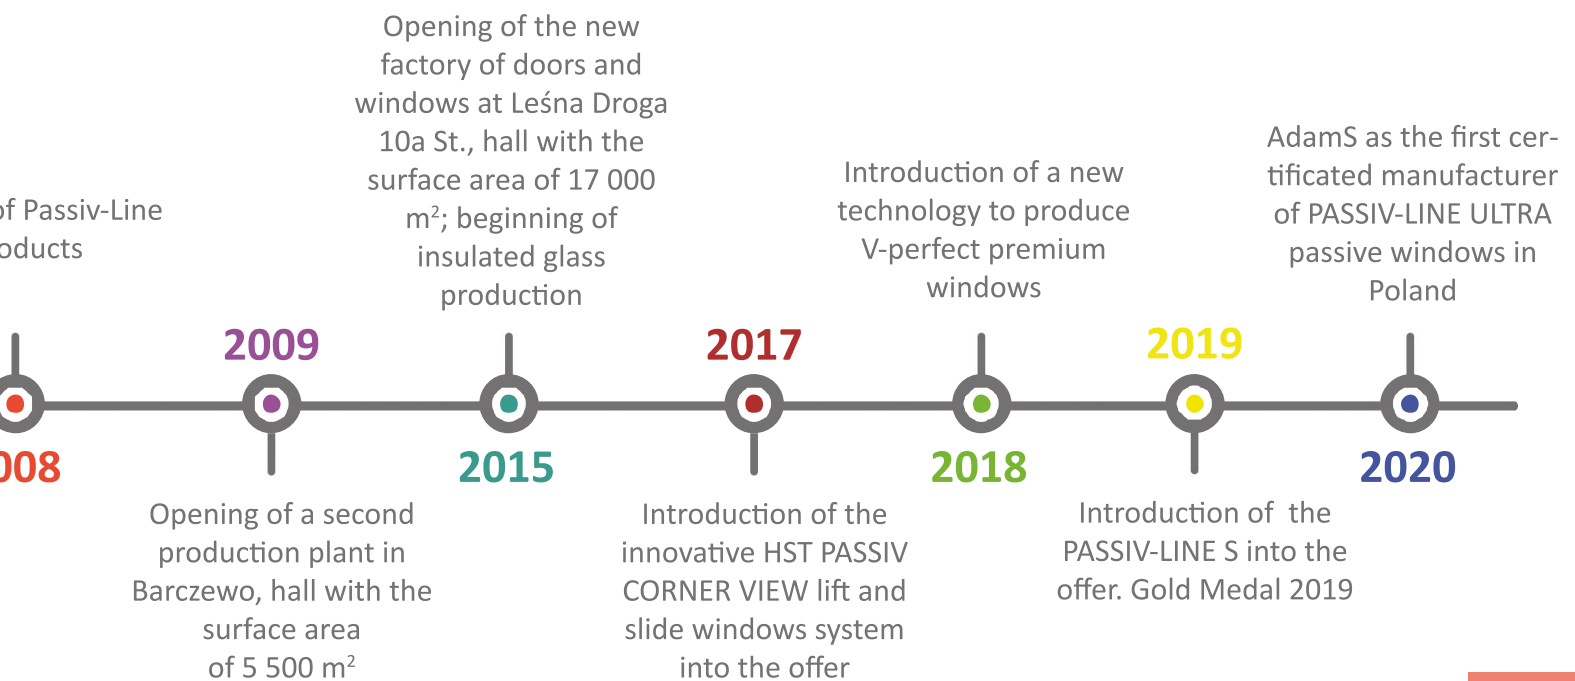 of Passiv-Line
2009
Opening of a second
production plant in
Barczewo, hall with the
surface area
of 5 500 m²
Opening of the new
factory of doors and
windows at Leśna Droga
10a St., hall with the
surface area of 17 000
m²; beginning of
insulated glass
production
2015
2017
Introduction of the
innovative HST PASSIV
CORNER VIEW lift and
slide windows system
into the offer
Introduction of a new
technology to produce
V-perfect premium
windows
2018
2019
Introduction of  the
PASSIV-LINE S into the
offer. Gold Medal 2019
AdamS as the first cer-
tificated manufacturer
of PASSIV-LINE ULTRA
passive windows in
Poland
2020